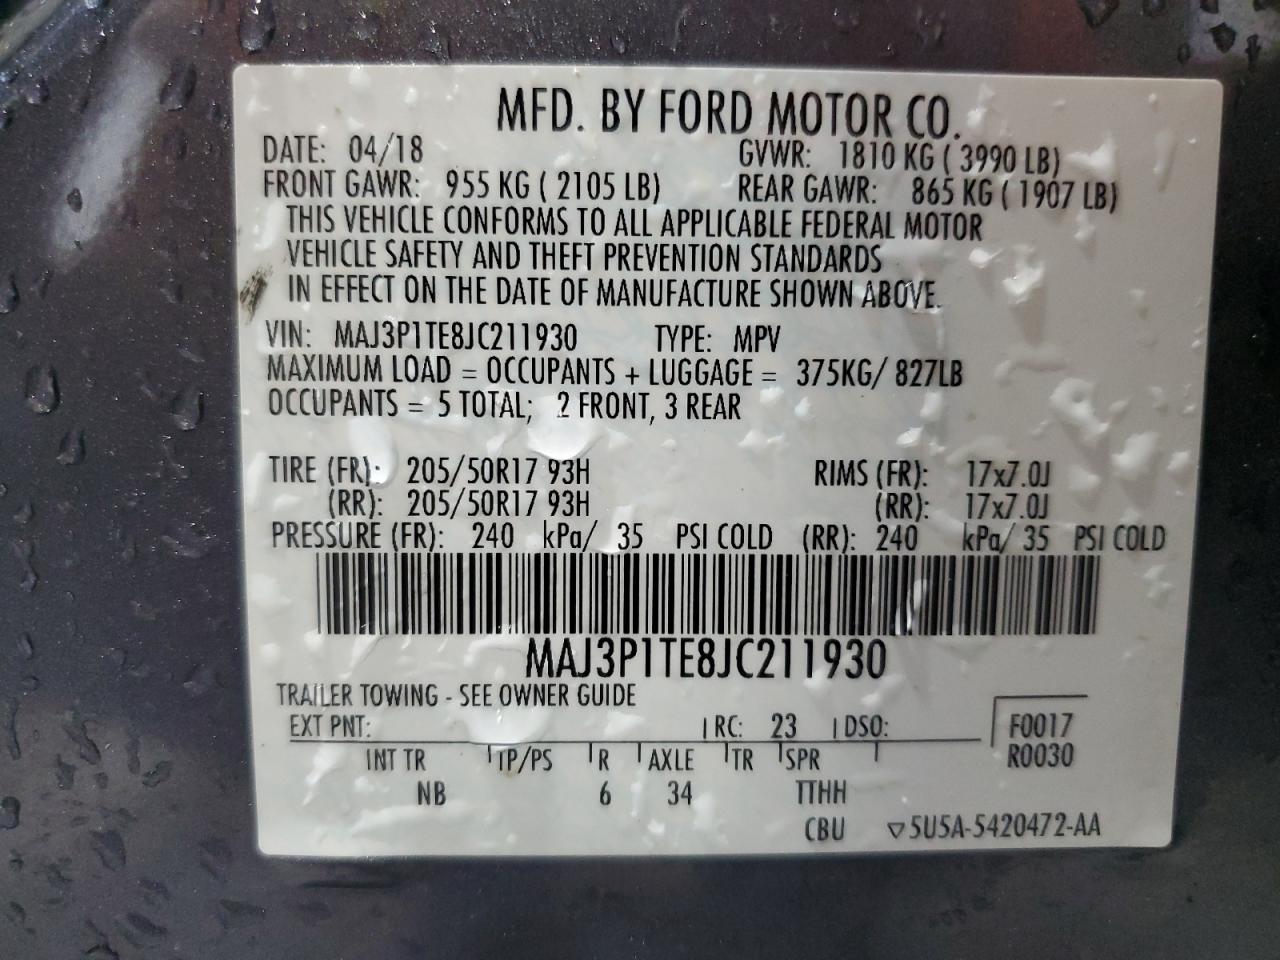 MFD. BY FORD MOTOR CO.
DATE: 04/18 GVWR: 1810 KG ( 3990 LB)
FRONT GAWR: 955 KG ( 2105 LB) REAR GAWR: 865 KG ( 1907 LB)
THIS VEHICLE CONFORMS TO ALL APPLICABLE FEDERAL MOTOR
VEHICLE SAFETY AND THEFT PREVENTION STANDARDS
IN EFFECT ON THE DATE OF MANUFACTURE SHOWN ABOVE.
VIN: MAJ3P1TE8JC211930 TYPE: MPV
MAXIMUM LOAD = OCCUPANTS + LUGGAGE = 375KG/ 827LB
OCCUPANTS = 5 TOTAL; 2 FRONT, 3 REAR
TIRE (FR): 205/50R17 93H RIMS (FR): 17x7.0J
(RR): 205/50R17 93H (RR): 17x7.0J
PRESSURE (FR): 240 kPa/ 35 PSI COLD (RR): 240 kPa/ 35 PSI COLD
MAJ3P1TE8JC211930
TRAILER TOWING - SEE OWNER GUIDE
EXT PNT: RC: 23 DSO: F0017
INT TR TP/PS R AXLE TR SPR R0030
NB 6 34 TTHH
CBU ▽5U5A-5420472-AA